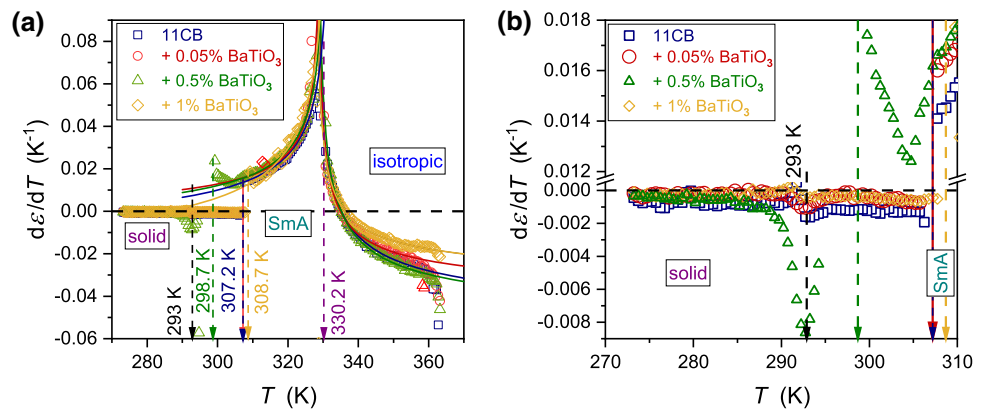 (a)
0.08
0.06
0.04
0.02
0.00
-0.02
-0.04
-0.06
dε/dT (K⁻¹)
11CB
+ 0.05% BaTiO₃
+ 0.5% BaTiO₃
+ 1% BaTiO₃
isotropic
solid
SmA
293 K
298.7 K
307.2 K
308.7 K
330.2 K
280
300
320
340
360
T (K)
(b)
0.018
0.016
0.014
0.012
0.000
-0.002
-0.004
-0.006
-0.008
dε/dT (K⁻¹)
11CB
+ 0.05% BaTiO₃
+ 0.5% BaTiO₃
+ 1% BaTiO₃
293 K
solid
SmA
270
280
290
300
310
T (K)